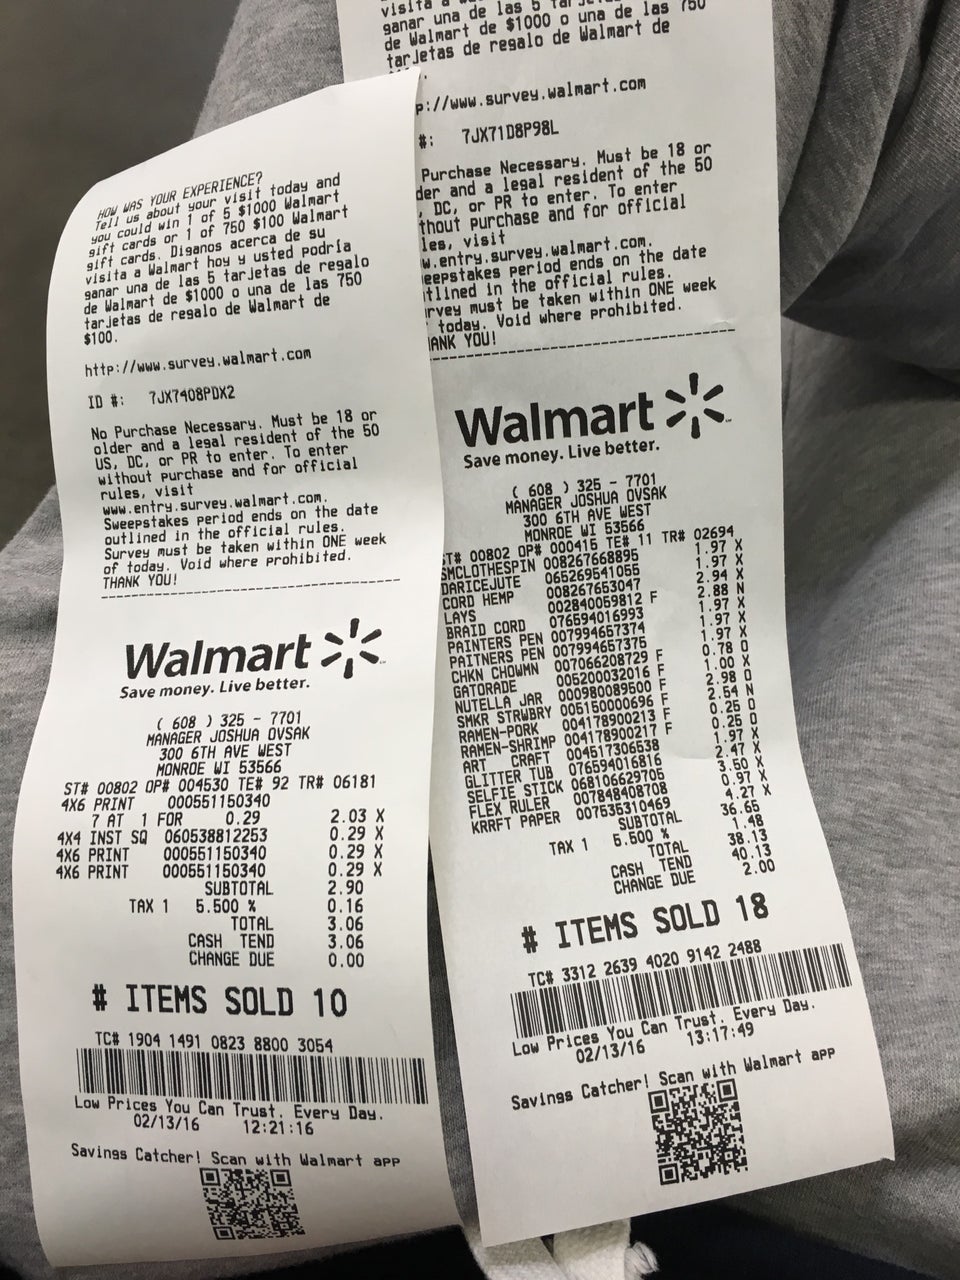 HOW WAS YOUR EXPERIENCE?
Tell us about your visit today and
you could win 1 of 5 $1000 Walmart
gift cards or 1 of 750 $100 Walmart
gift cards. Diganos acerca de su
visita a Walmart hoy y usted podria
ganar una de las 5 tarjetas de regalo
de Walmart de $1000 o una de las 750
tarjetas de regalo de Walmart de
$100.
http://www.survey.walmart.com
ID #: 7JX7408PDX2
No Purchase Necessary. Must be 18 or
older and a legal resident of the 50
US, DC, or PR to enter. To enter
without purchase and for official
rules, visit
www.entry.survey.walmart.com.
Sweepstakes period ends on the date
outlined in the official rules.
Survey must be taken within ONE week
of today. Void where prohibited.
THANK YOU!
Walmart
Save money. Live better.
( 608 ) 325 - 7701
MANAGER JOSHUA OVSAK
300 6TH AVE WEST
MONROE WI 53566
ST# 00802 OP# 004530 TE# 92 TR# 06181
4X6 PRINT 000551150340
7 AT 1 FOR 0.29 2.03 X
4X4 INST SQ 060538812253 0.29 X
4X6 PRINT 000551150340 0.29 X
4X6 PRINT 000551150340 0.29 X
SUBTOTAL 2.90
TAX 1 5.500 % 0.16
TOTAL 3.06
CASH TEND 3.06
CHANGE DUE 0.00
# ITEMS SOLD 10
TC# 1904 1491 0823 8800 3054
Low Prices You Can Trust. Every Day.
02/13/16 12:21:16
Savings Catcher! Scan with Walmart app
visita a
ganar una de las 5 tarjetas
de Walmart de $1000 o una de las 750
tarjetas de regalo de Walmart de
p://www.survey.walmart.com
#: 7JX71D8P98L
Purchase Necessary. Must be 18 or
der and a legal resident of the 50
, DC, or PR to enter. To enter
thout purchase and for official
les, visit
w.entry.survey.walmart.com.
eepstakes period ends on the date
tlined in the official rules.
rvey must be taken within ONE week
today. Void where prohibited.
ANK YOU!
Walmart
Save money. Live better.
( 608 ) 325 - 7701
MANAGER JOSHUA OVSAK
300 6TH AVE WEST
MONROE WI 53566
ST# 00802 OP# 000415 TE# 11 TR# 02694
SMCLOTHESPIN 008267668895 1.97 X
DARICEJUTE 065269541055 1.97 X
CORD HEMP 008267653047 2.94 X
LAYS 002840059812 F 2.88 N
BRAID CORD 076594016993 1.97 X
PAINTERS PEN 007994657374 1.97 X
PAITNERS PEN 007994657375 1.97 X
CHKN CHOWMN 007066208729 F 0.78 O
GATORADE 005200032016 F 1.00 X
NUTELLA JAR 000980089500 F 2.98 O
SMKR STRWBRY 005150000696 F 2.54 N
RAMEN-PORK 004178900213 F 0.25 O
RAMEN-SHRIMP 004178900217 F 0.25 O
ART CRAFT 004517306538 1.97 X
GLITTER TUB 076594016816 2.47 X
SELFIE STICK 068106629705 3.50 X
FLEX RULER 007848408708 0.97 X
KRRFT PAPER 007535310469 4.27 X
SUBTOTAL 36.65
TAX 1 5.500 % 1.48
TOTAL 38.13
CASH TEND 40.13
CHANGE DUE 2.00
# ITEMS SOLD 18
TC# 3312 2639 4020 9142 2488
Low Prices You Can Trust. Every Day.
02/13/16 13:17:49
Savings Catcher! Scan with Walmart app